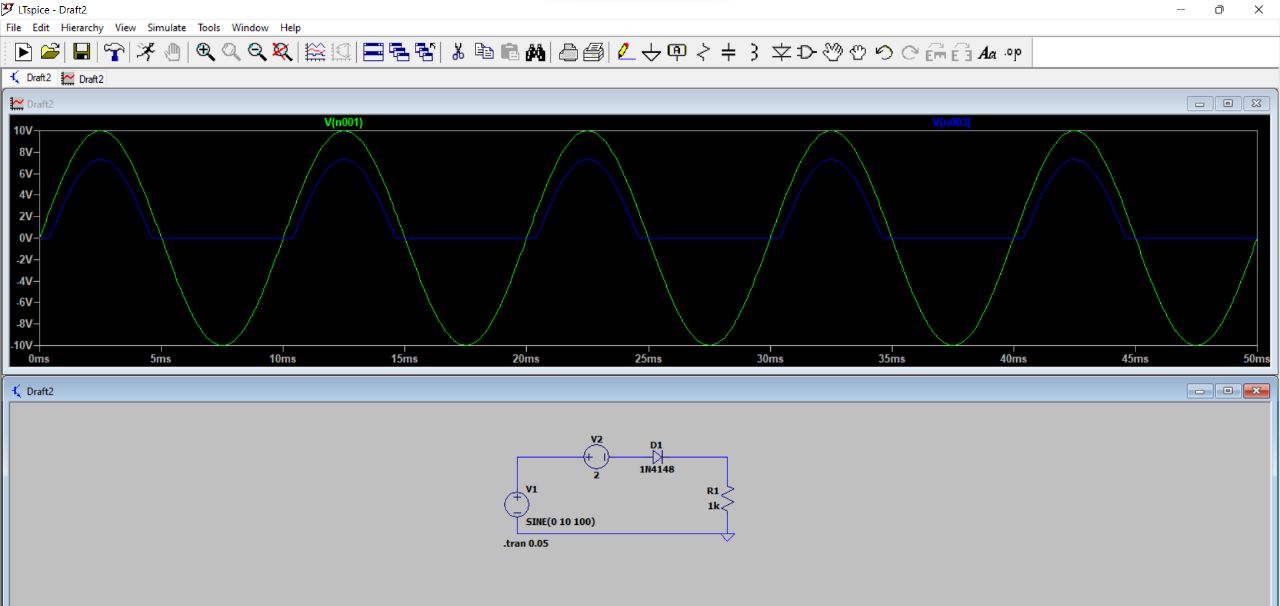 LTspice - Draft2
File Edit Hierarchy View Simulate Tools Window Help
Aa .op
Draft2 Draft2
Draft2
V(n001) V(n003)
10V
8V
6V
4V
2V
0V
-2V
-4V
-6V
-8V
-10V
0ms 5ms 10ms 15ms 20ms 25ms 30ms 35ms 40ms 45ms 50ms
Draft2
V2
2
D1
1N4148
V1
SINE(0 10 100)
R1
1k
.tran 0.05